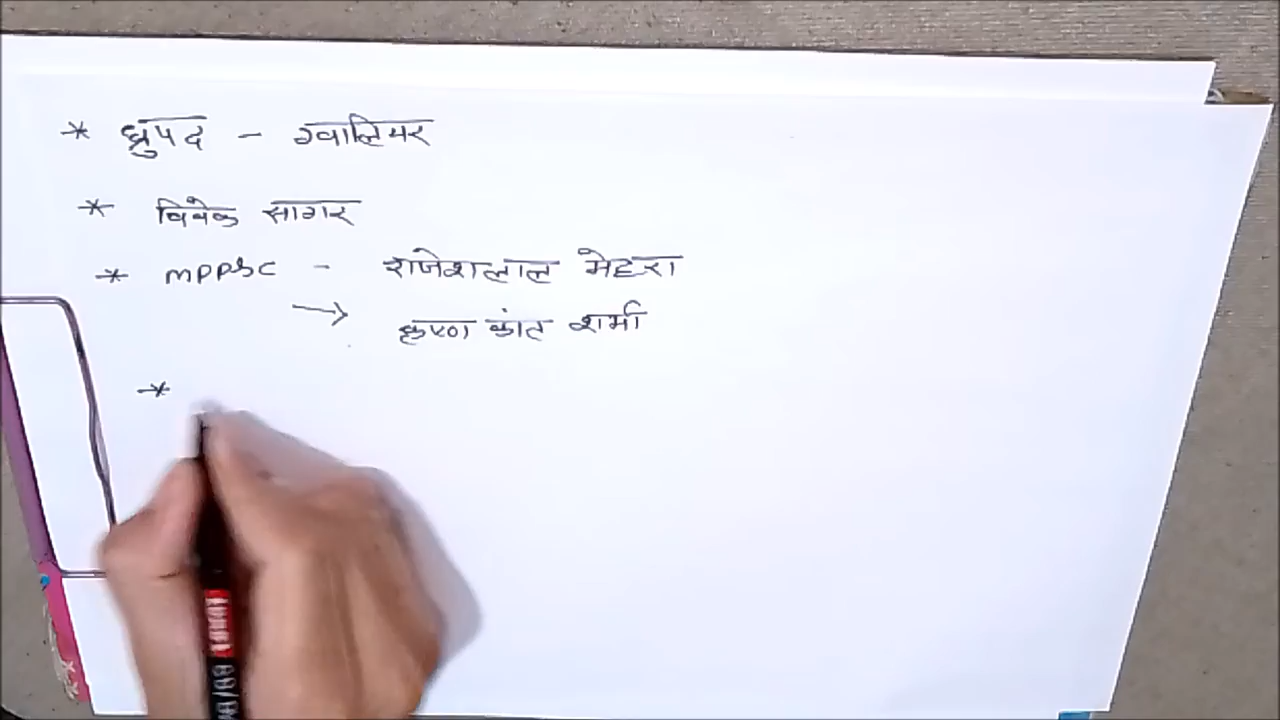 * ध्रुपद - ग्वालियर
* विवेक सागर
* MPPSC - राजेशलाल मेहरा
→ कृष्ण कांत शर्मा
*